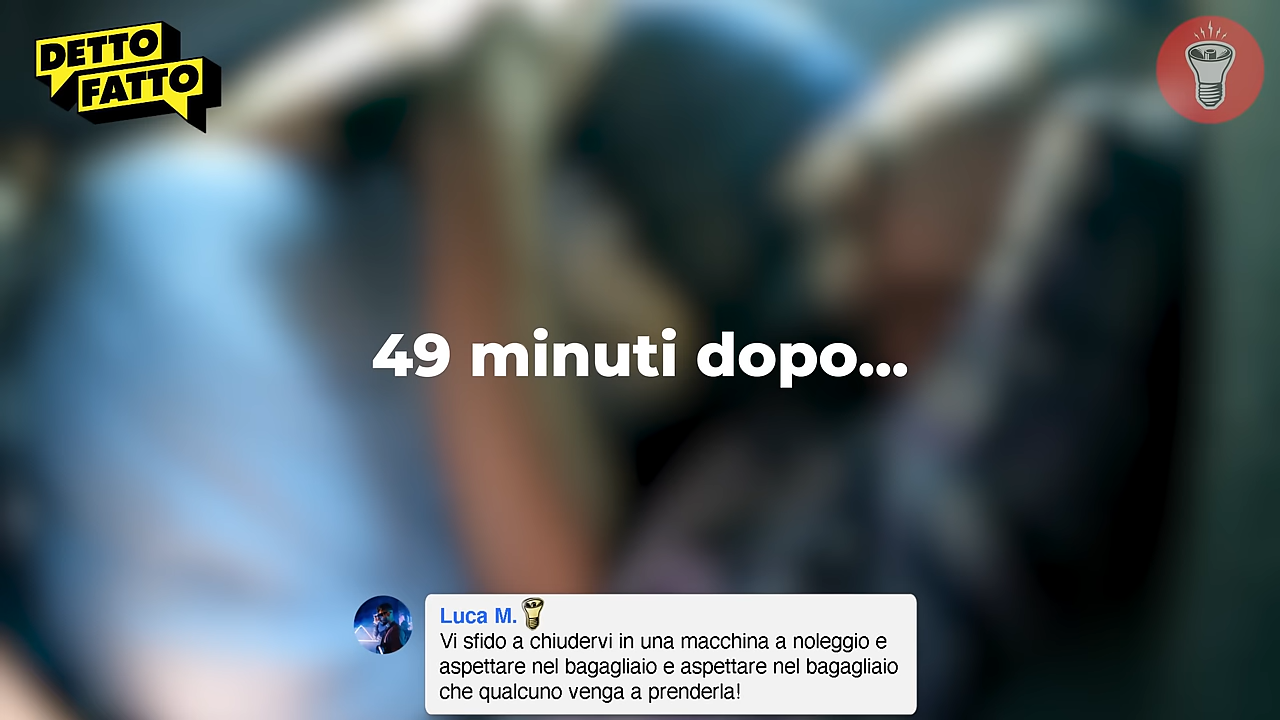 DETTO
FATTO
49 minuti dopo...
Luca M.
Vi sfido a chiudervi in una macchina a noleggio e
aspettare nel bagagliaio e aspettare nel bagagliaio
che qualcuno venga a prenderla!